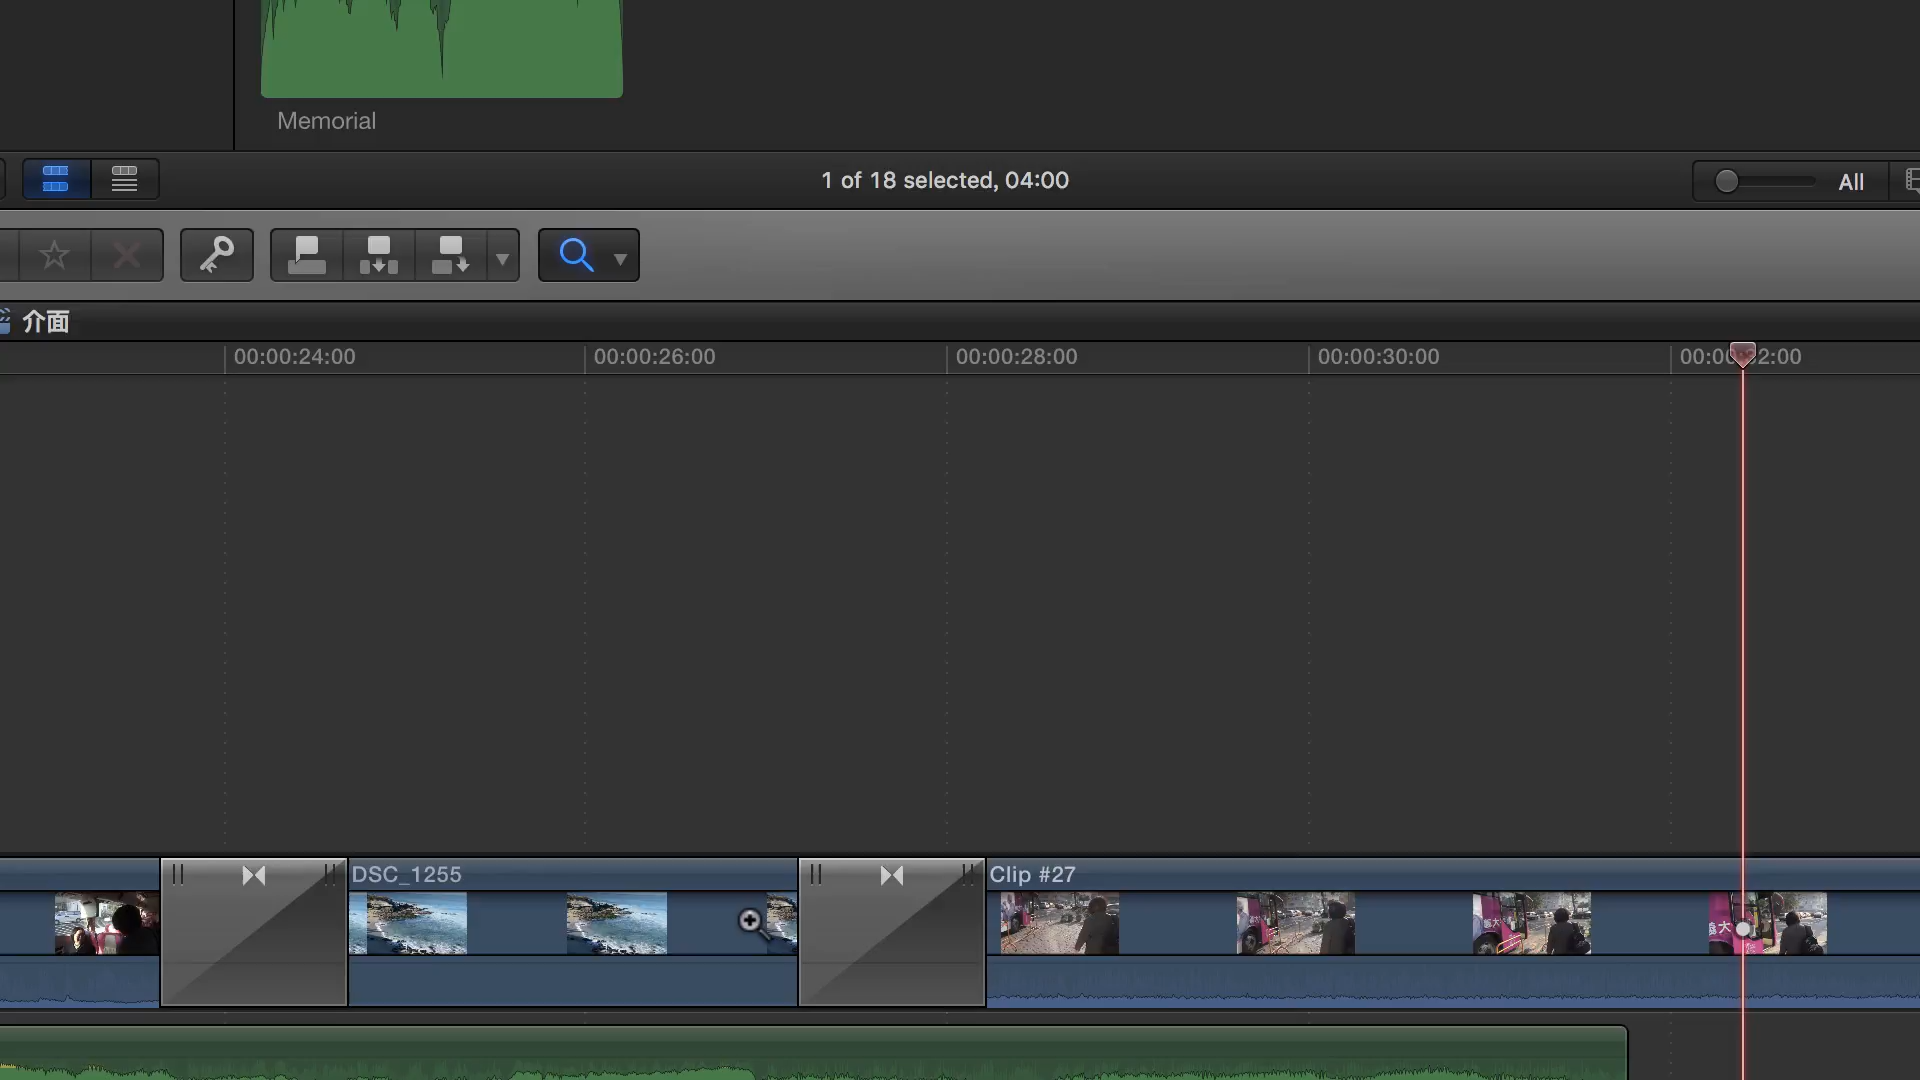 Memorial
1 of 18 selected, 04:00
All
介面
00:00:24:00
00:00:26:00
00:00:28:00
00:00:30:00
DSC_1255
Clip #27